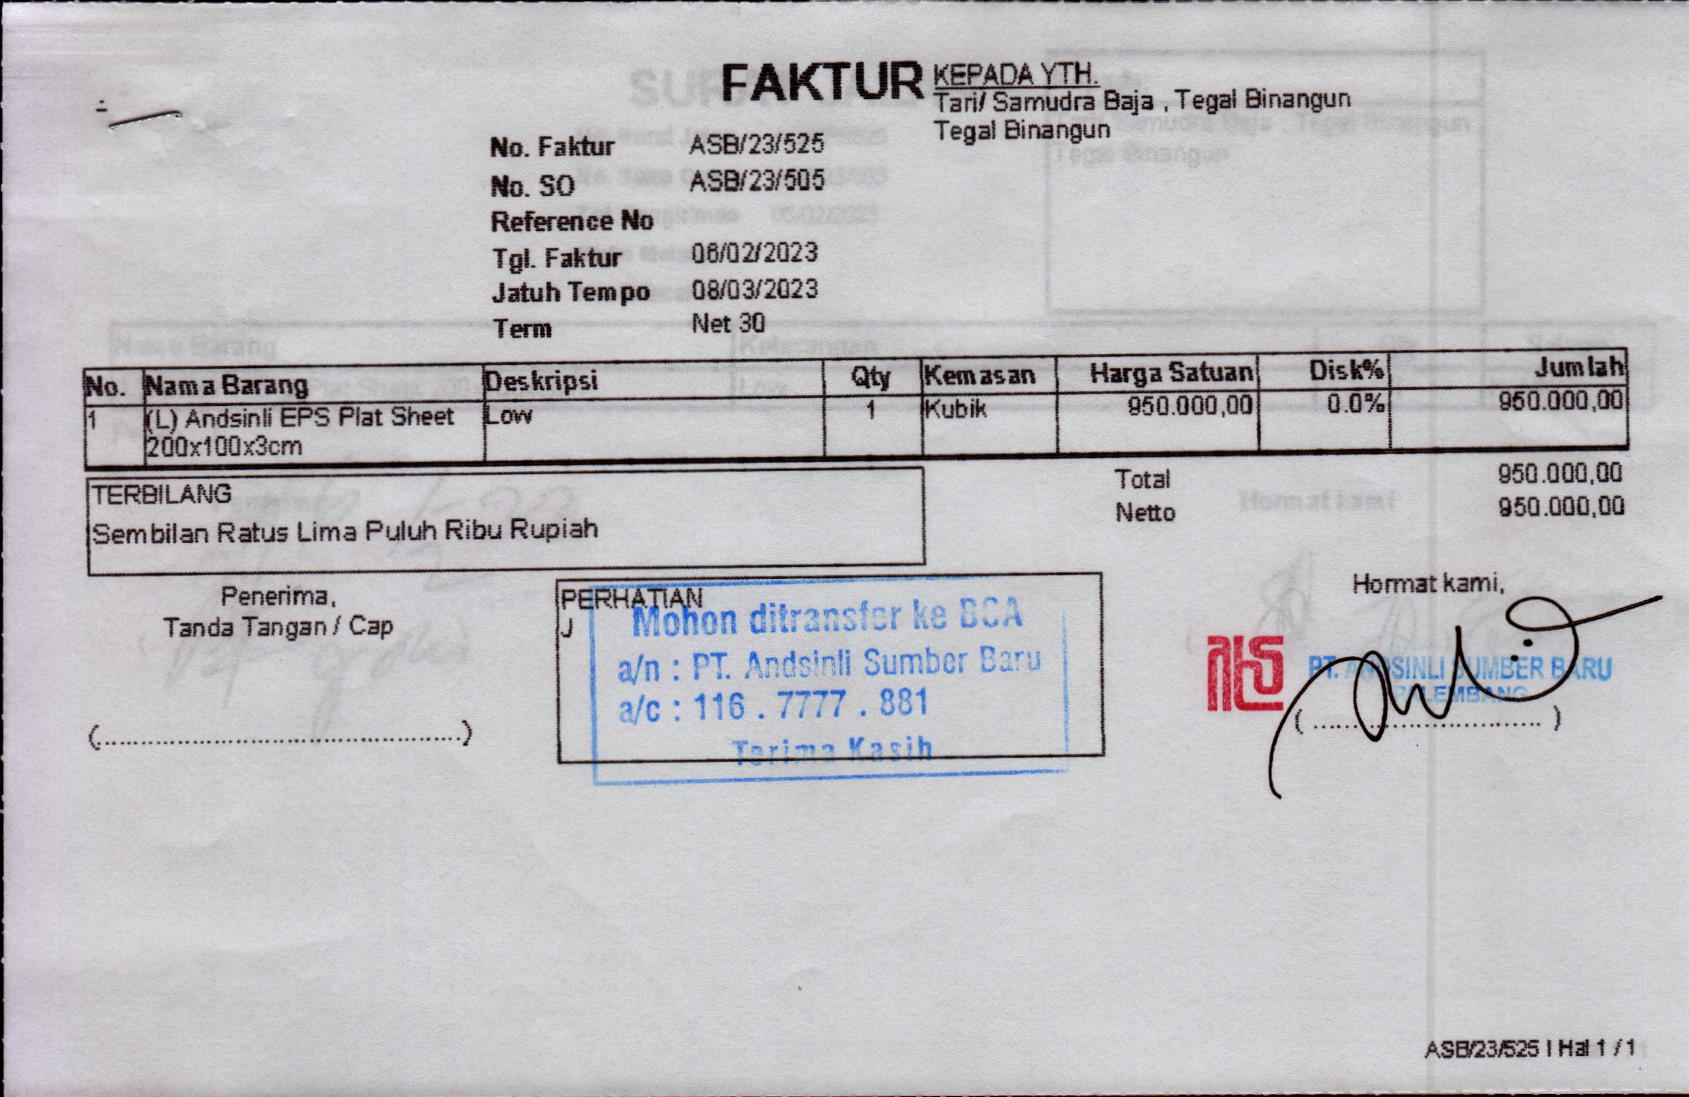 FAKTUR
KEPADA YTH.
Tari/ Samudra Baja , Tegal Binangun
Tegal Binangun
No. Faktur ASB/23/525
No. SO ASB/23/505
Reference No
Tgl. Faktur 06/02/2023
Jatuh Tempo 08/03/2023
Term Net 30
No. Nama Barang Deskripsi Qty Kemasan Harga Satuan Disk% Jumlah
1 (L) Andsinli EPS Plat Sheet Low 1 Kubik 950.000,00 0.0% 950.000,00
200x100x3cm
Total 950.000,00
Netto 950.000,00
TERBILANG
Sembilan Ratus Lima Puluh Ribu Rupiah
Penerima,
Tanda Tangan / Cap
(............................................)
PERHATIAN
J
Mohon ditransfer ke BCA
a/n : PT. Andsinli Sumber Baru
a/c : 116 . 7777 . 881
Terima Kasih
Hormat kami,
PT. ANDSINLI SUMBER BARU
PALEMBANG
( ............................ )
ASB/23/525 | Hal 1 / 1